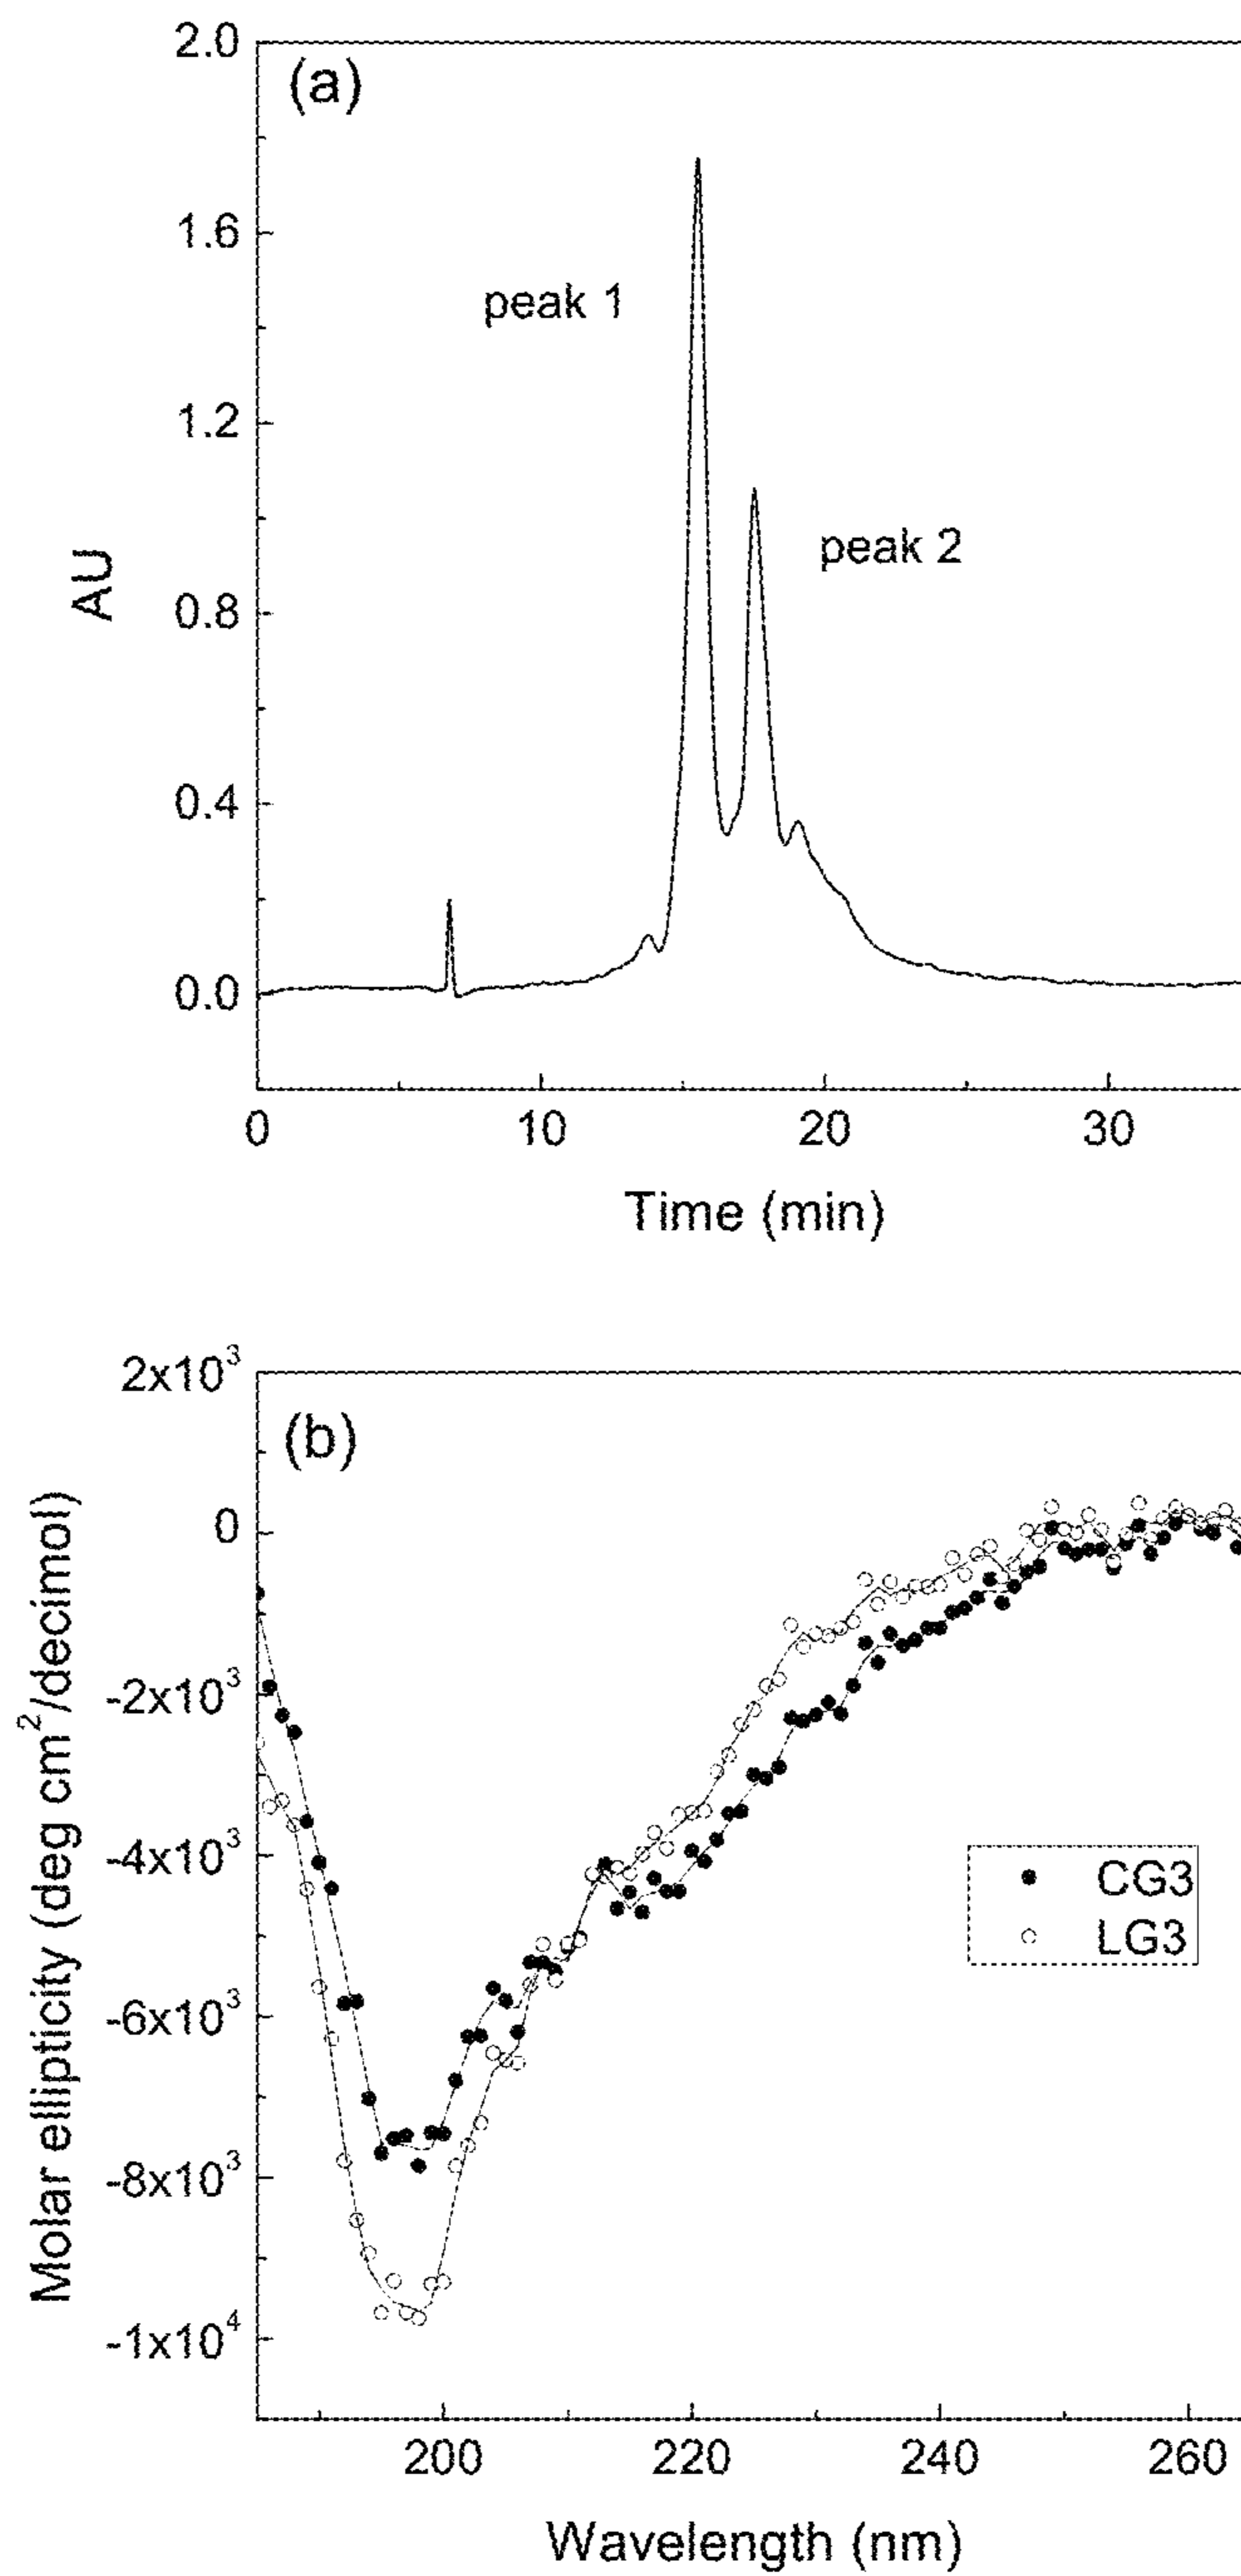 (a)
2.0
1.6
1.2
0.8
0.4
0.0
AU
peak 1
peak 2
0 10 20 30
Time (min)
(b)
2x10³
0
-2x10³
-4x10³
-6x10³
-8x10³
-1x10⁴
Molar ellipticity (deg cm²/decimol)
CG3
LG3
200 220 240 260
Wavelength (nm)